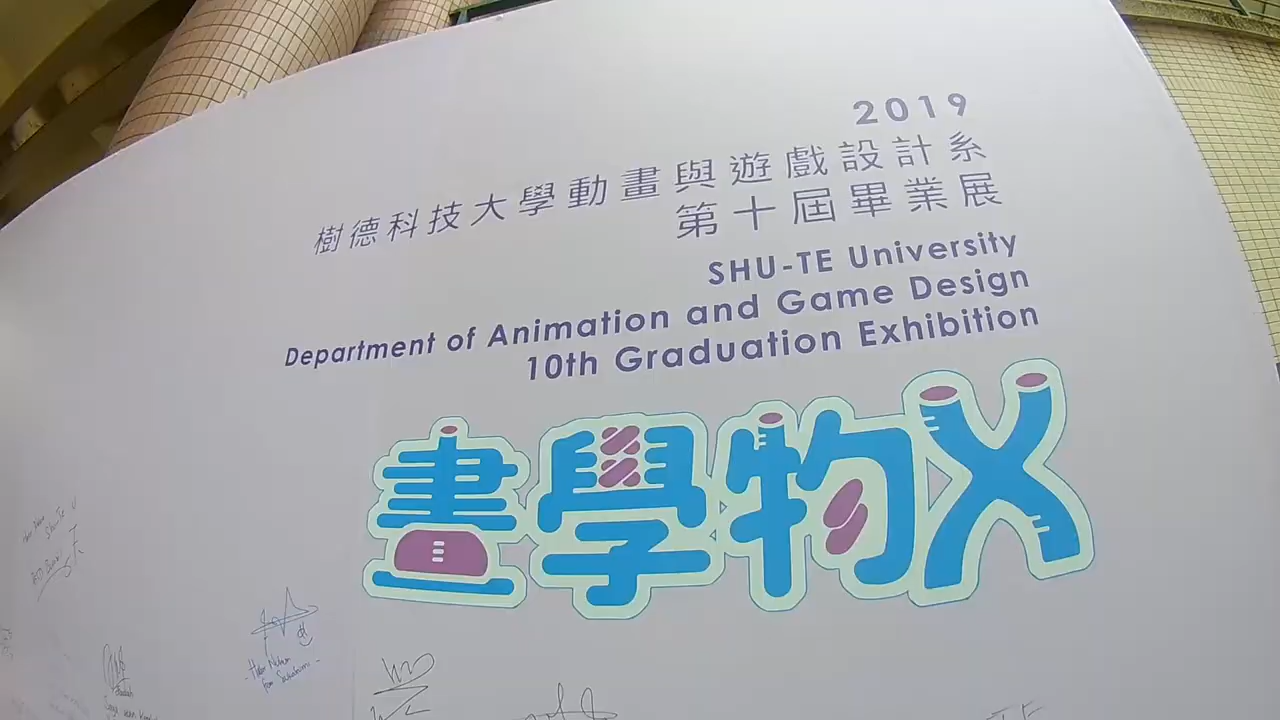 2019
樹德科技大學動畫與遊戲設計系
第十屆畢業展
SHU-TE University
Department of Animation and Game Design
10th Graduation Exhibition
畫學物X